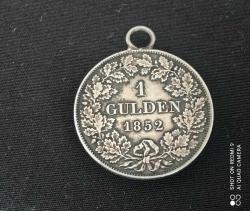 1
GULDEN
1852
SHOT ON REDMI 9
AI QUAD CAMERA